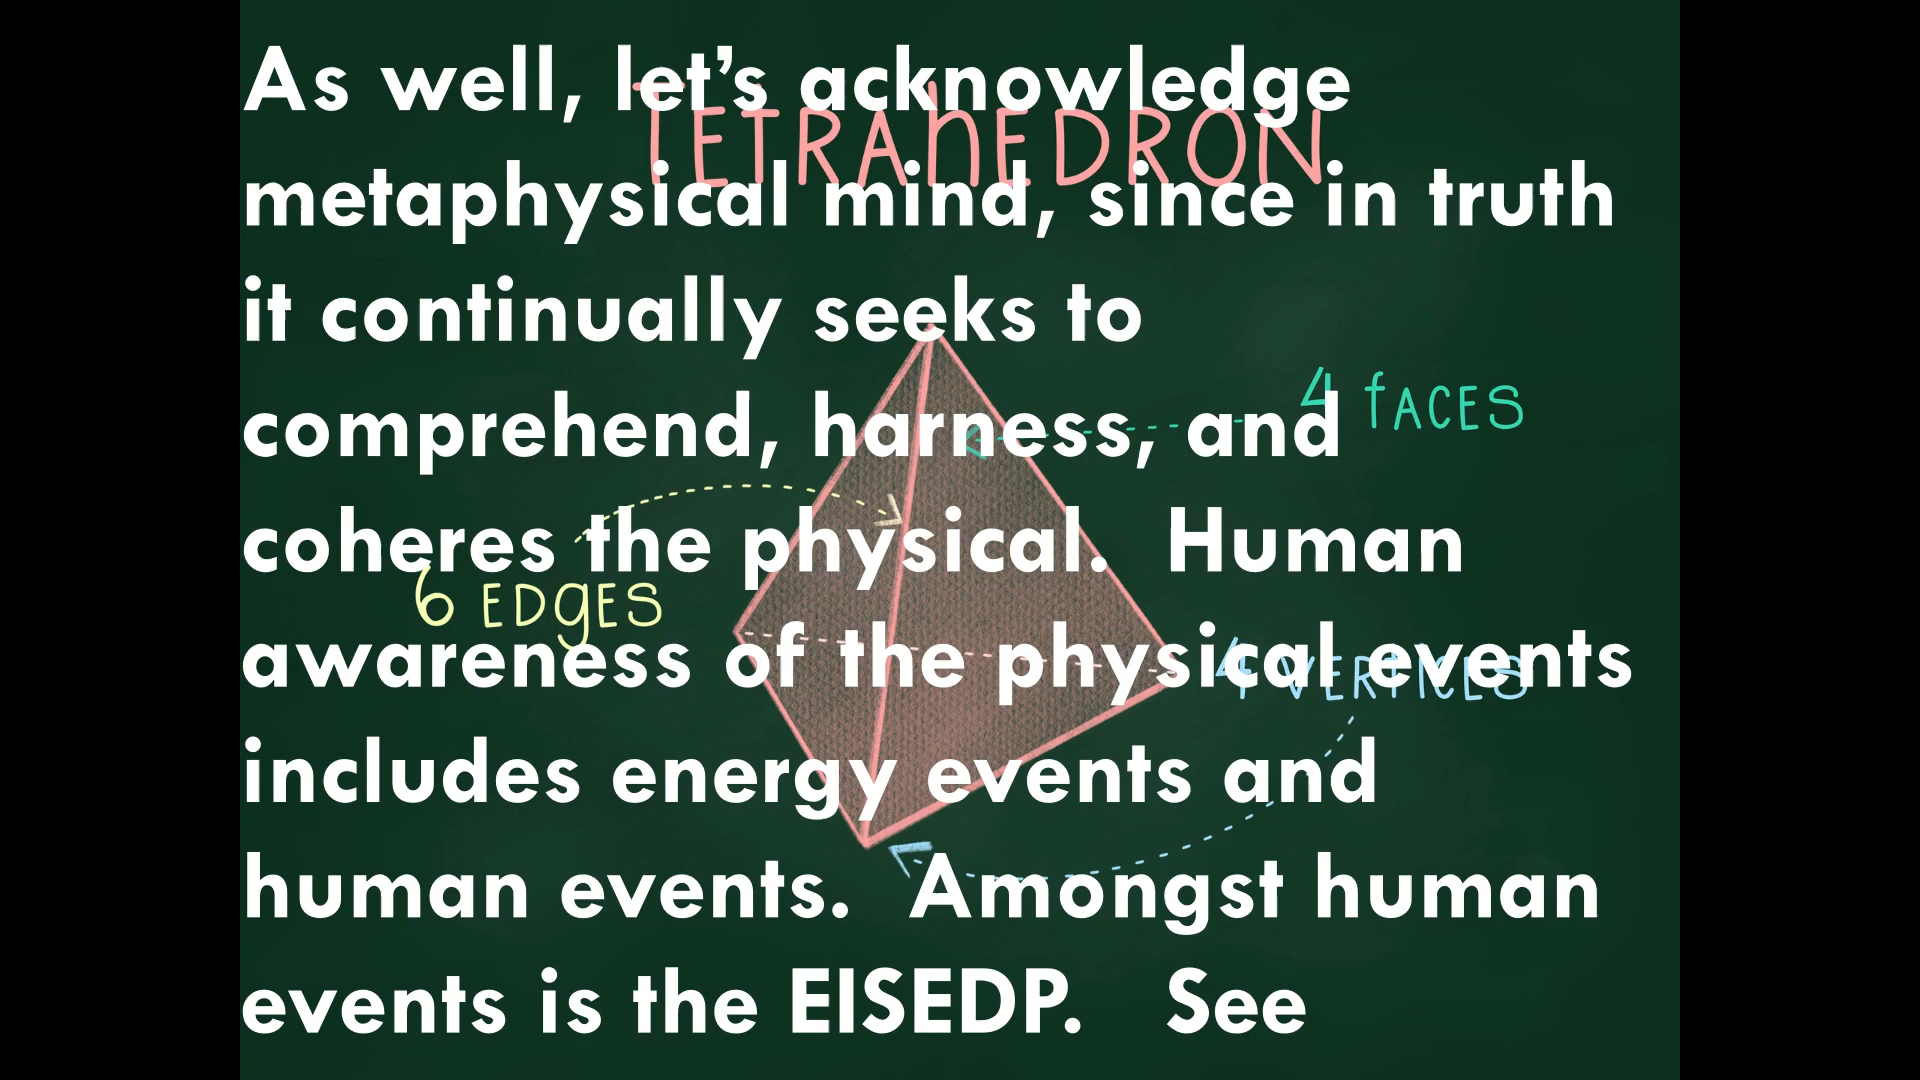 As well, let’s acknowledge
TETRAhEDRON
metaphysical mind, since in truth
it continually seeks to
4 fACES
comprehend, harness, and
coheres the physical.  Human
6 EDgES
awareness of the physical events
4 VERTICES
includes energy events and
human events.  Amongst human
events is the EISEDP.   See